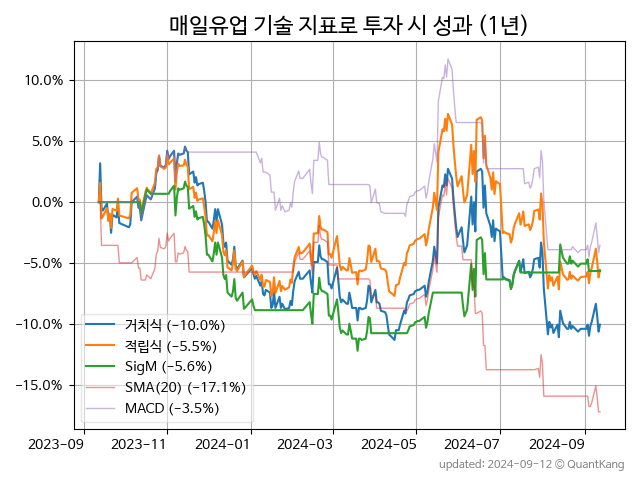 매일유업 기술 지표로 투자 시 성과 (1년)
10.0%
5.0%
0.0%
−5.0%
−10.0%
−15.0%
거치식 (−10.0%)
적립식 (−5.5%)
SigM (−5.6%)
SMA(20) (−17.1%)
MACD (−3.5%)
2023-09 2023-11 2024-01 2024-03 2024-05 2024-07 2024-09
updated: 2024-09-12 © QuantKang